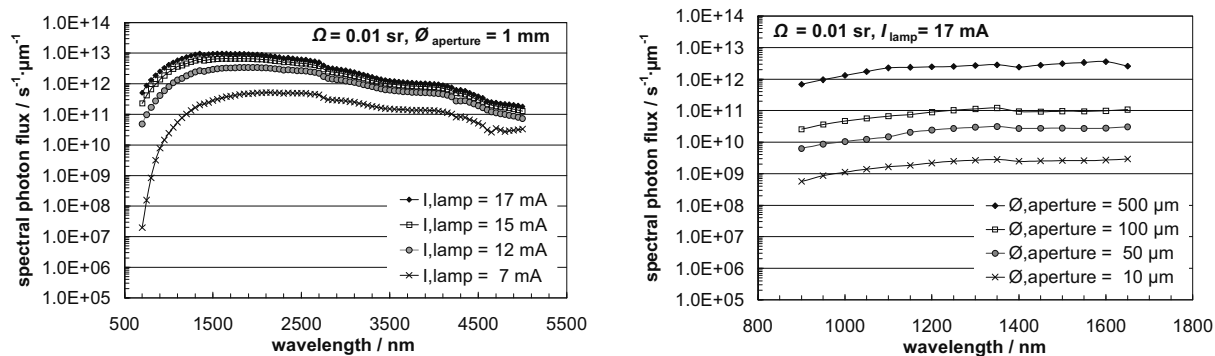 Ω = 0.01 sr, Ø aperture = 1 mm
spectral photon flux / s⁻¹·µm⁻¹
1.0E+14
1.0E+13
1.0E+12
1.0E+11
1.0E+10
1.0E+09
1.0E+08
1.0E+07
1.0E+06
1.0E+05
I,lamp = 17 mA
I,lamp = 15 mA
I,lamp = 12 mA
I,lamp = 7 mA
500 1500 2500 3500 4500 5500
wavelength / nm
Ω = 0.01 sr, I lamp = 17 mA
spectral photon flux / s⁻¹·µm⁻¹
1.0E+14
1.0E+13
1.0E+12
1.0E+11
1.0E+10
1.0E+09
1.0E+08
1.0E+07
1.0E+06
1.0E+05
Ø,aperture = 500 µm
Ø,aperture = 100 µm
Ø,aperture = 50 µm
Ø,aperture = 10 µm
800 1000 1200 1400 1600 1800
wavelength / nm